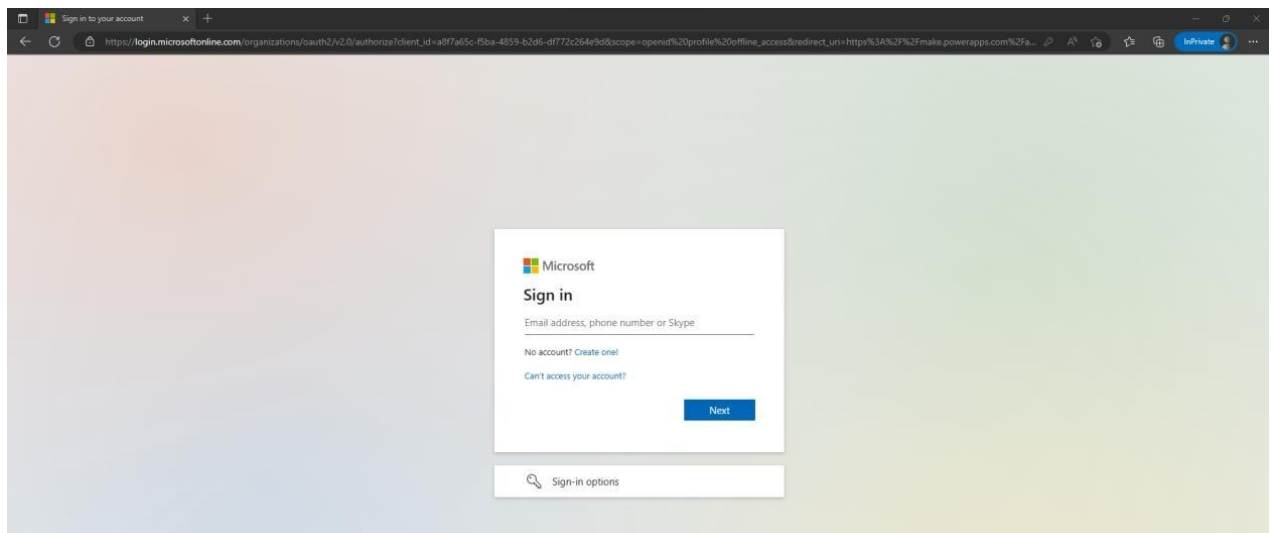 Sign in to your account
https://login.microsoftonline.com/organizations/oauth2/v2.0/authorize?client_id=a8f7a65c-f5ba-4859-b2d6-df772c264e9d&scope=openid%20profile%20offline_access&redirect_uri=https%3A%2F%2Fmake.powerapps.com%2Fa...
InPrivate
Microsoft
Sign in
Email address, phone number or Skype
No account? Create one!
Can't access your account?
Next
Sign-in options